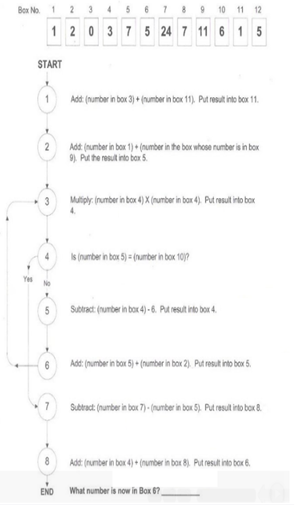 Box No. 1 2 3 4 5 6 7 8 9 10 11 12
1 2 0 3 7 5 24 7 11 6 1 5
START
1 Add: (number in box 3) + (number in box 11). Put result into box 11.
2 Add: (number in box 1) + (number in the box whose number is in box
9). Put the result into box 5.
3 Multiply: (number in box 4) X (number in box 4). Put result into box
4.
4 Is (number in box 5) = (number in box 10)?
Yes
No
5 Subtract: (number in box 4) - 6. Put result into box 4.
6 Add: (number in box 5) + (number in box 2). Put result into box 5.
7 Subtract: (number in box 7) - (number in box 5). Put result into box 8.
8 Add: (number in box 4) + (number in box 8). Put result into box 6.
END What number is now in Box 6?